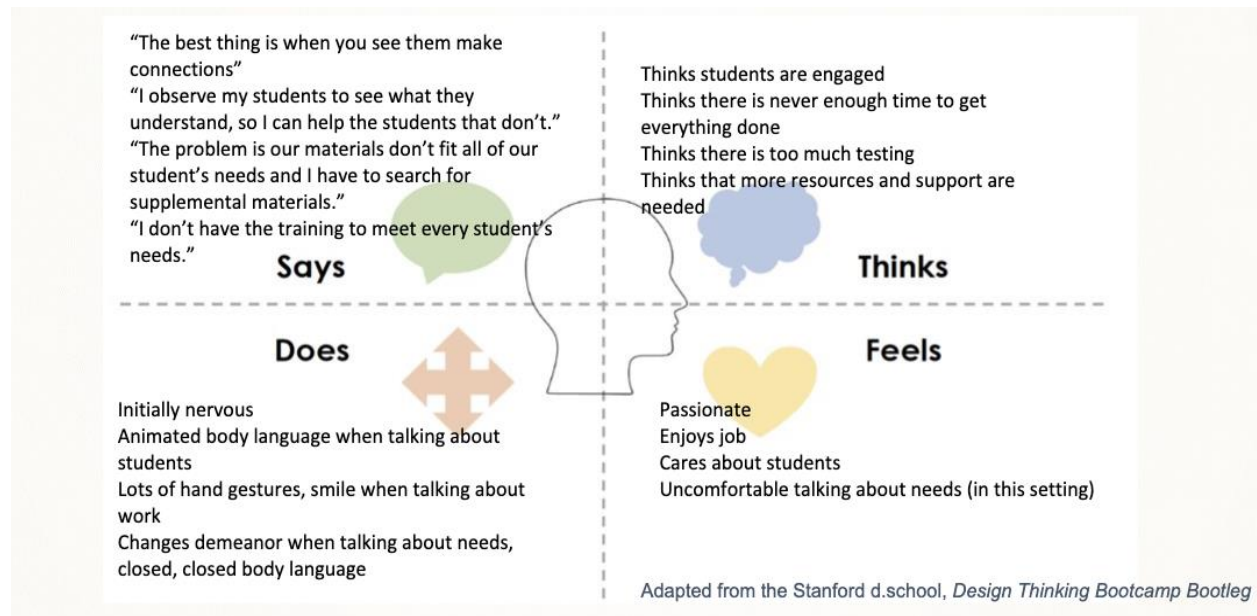 “The best thing is when you see them make
connections”
“I observe my students to see what they
understand, so I can help the students that don’t.”
“The problem is our materials don’t fit all of our
student’s needs and I have to search for
supplemental materials.”
“I don’t have the training to meet every student’s
needs.”
Says
Thinks students are engaged
Thinks there is never enough time to get
everything done
Thinks there is too much testing
Thinks that more resources and support are
needed
Thinks
Does
Initially nervous
Animated body language when talking about
students
Lots of hand gestures, smile when talking about
work
Changes demeanor when talking about needs,
closed, closed body language
Feels
Passionate
Enjoys job
Cares about students
Uncomfortable talking about needs (in this setting)
Adapted from the Stanford d.school, Design Thinking Bootcamp Bootleg